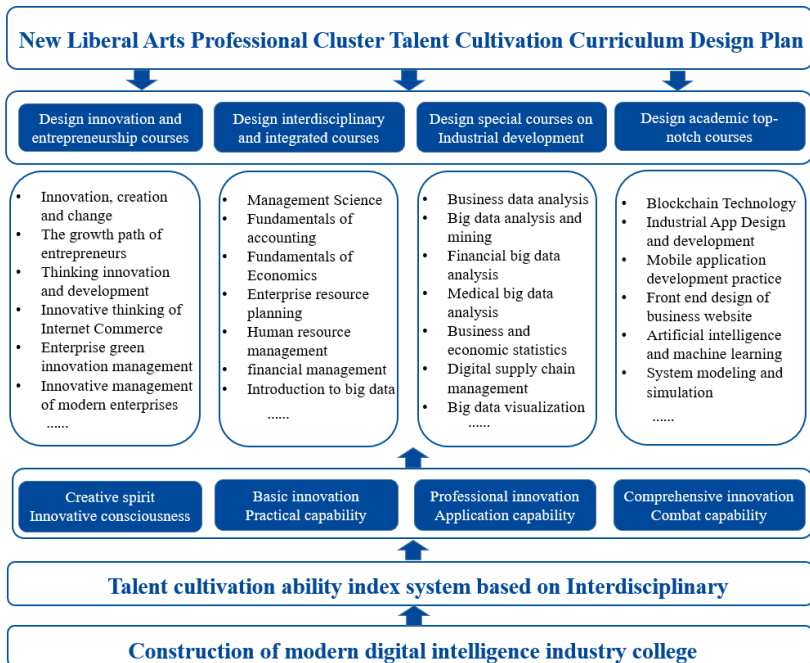 New Liberal Arts Professional Cluster Talent Cultivation Curriculum Design Plan
Design innovation and
entrepreneurship courses
Design interdisciplinary
and integrated courses
Design special courses on
Industrial development
Design academic top-
notch courses
• Innovation, creation
and change
• The growth path of
entrepreneurs
• Thinking innovation
and development
• Innovative thinking of
Internet Commerce
• Enterprise green
innovation management
• Innovative management
of modern enterprises
......
• Management Science
• Fundamentals of
accounting
• Fundamentals of
Economics
• Enterprise resource
planning
• Human resource
management
• financial management
• Introduction to big data
......
• Business data analysis
• Big data analysis and
mining
• Financial big data
analysis
• Medical big data
analysis
• Business and
economic statistics
• Digital supply chain
management
• Big data visualization
......
• Blockchain Technology
• Industrial App Design
and development
• Mobile application
development practice
• Front end design of
business website
• Artificial intelligence
and machine learning
• System modeling and
simulation
......
Creative spirit
Innovative consciousness
Basic innovation
Practical capability
Professional innovation
Application capability
Comprehensive innovation
Combat capability
Talent cultivation ability index system based on Interdisciplinary
Construction of modern digital intelligence industry college